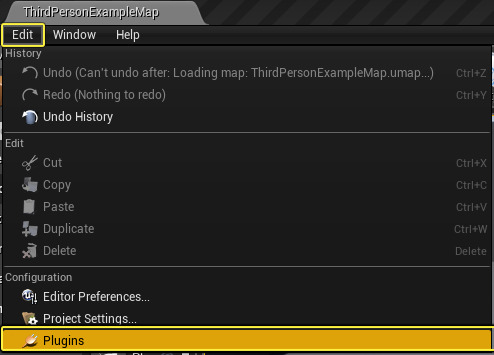 ThirdPersonExampleMap
Edit Window Help
History
Undo (Can't undo after: Loading map: ThirdPersonExampleMap.umap...) Ctrl+Z
Redo (Nothing to redo) Ctrl+Y
Undo History
Edit
Cut Ctrl+X
Copy Ctrl+C
Paste Ctrl+V
Duplicate Ctrl+W
Delete Delete
Configuration
Editor Preferences...
Project Settings...
Plugins